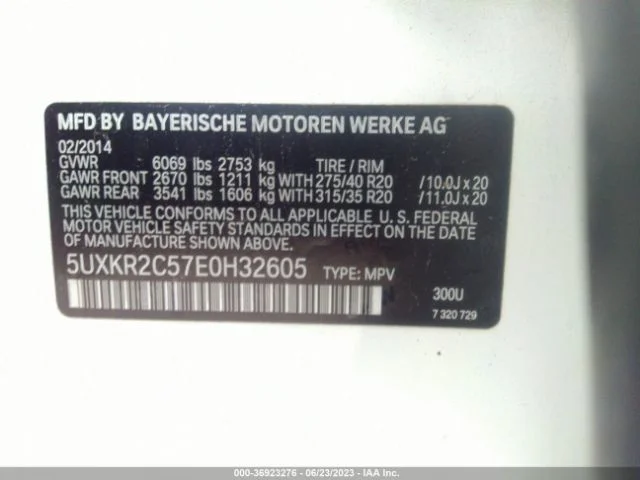 MFD BY BAYERISCHE MOTOREN WERKE AG
02/2014
GVWR 6069 lbs 2753 kg TIRE / RIM
GAWR FRONT 2670 lbs 1211 kg WITH 275/40 R20 /10.0J x 20
GAWR REAR 3541 lbs 1606 kg WITH 315/35 R20 /11.0J x 20
THIS VEHICLE CONFORMS TO ALL APPLICABLE U. S. FEDERAL
MOTOR VEHICLE SAFETY STANDARDS IN EFFECT ON THE
DATE OF MANUFACTURE SHOWN ABOVE.
5UXKR2C57E0H32605 TYPE: MPV
300U
7 320 729
000-36923276 - 06/23/2023 - IAA Inc.